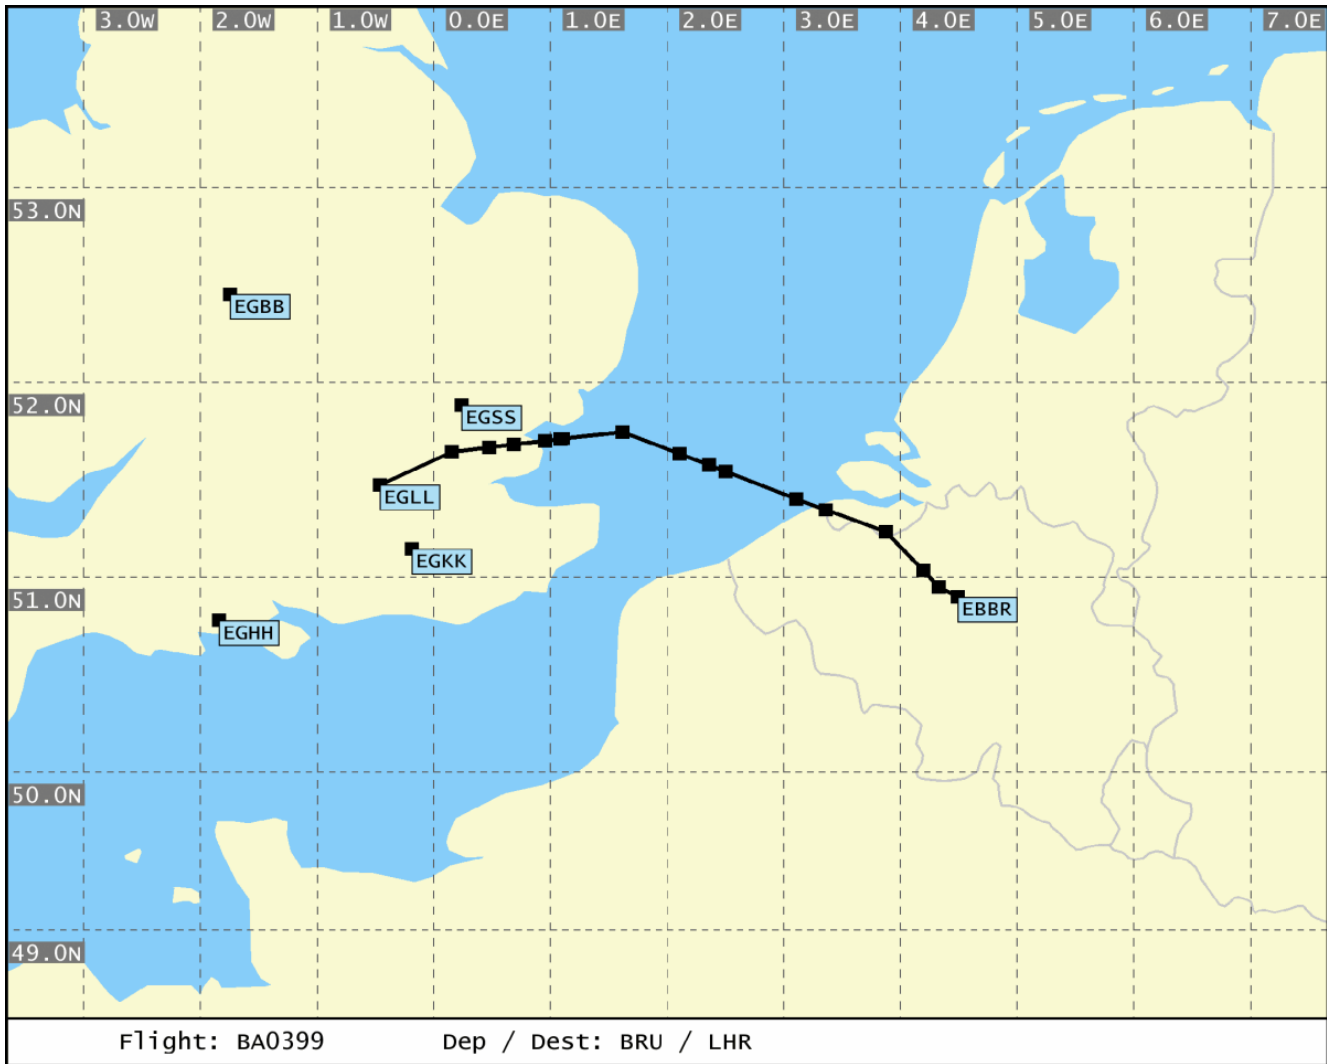 3.0W 2.0W 1.0W 0.0E 1.0E 2.0E 3.0E 4.0E 5.0E 6.0E 7.0E
53.0N
EGBB
52.0N
EGSS
EGLL
EGKK
51.0N
EBBR
EGHH
50.0N
49.0N
Flight: BA0399 Dep / Dest: BRU / LHR